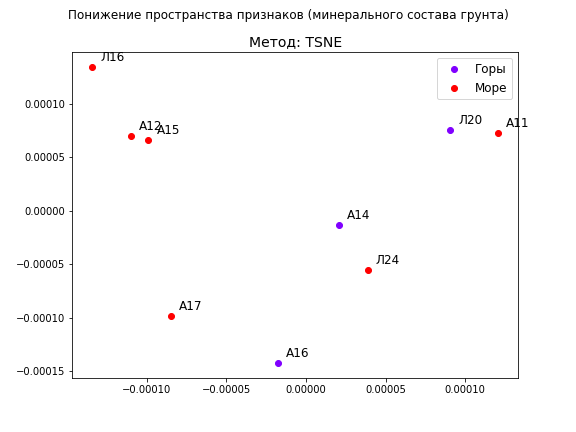 Понижение пространства признаков (минерального состава грунта)
Метод: TSNE
Горы
Море
Л16
А12
А15
Л20
А11
А14
Л24
А17
А16
0.00010
0.00005
0.00000
−0.00005
−0.00010
−0.00015
−0.00010
−0.00005
0.00000
0.00005
0.00010